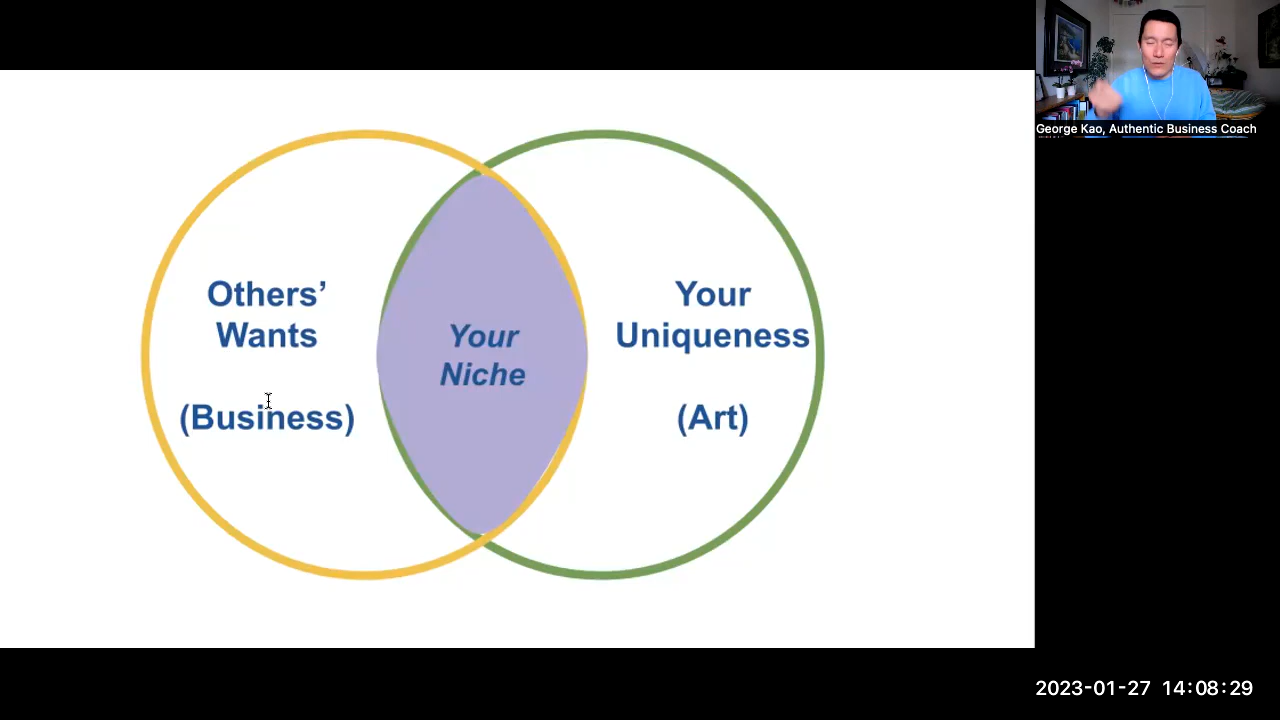 George Kao, Authentic Business Coach
Others’
Wants
(Business)
Your
Niche
Your
Uniqueness
(Art)
2023-01-27 14:08:29